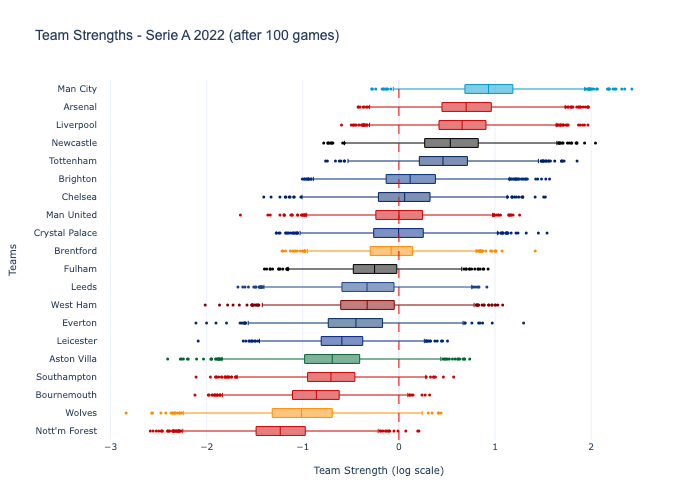 Team Strengths - Serie A 2022 (after 100 games)
Man City
Arsenal
Liverpool
Newcastle
Tottenham
Brighton
Chelsea
Man United
Crystal Palace
Brentford
Fulham
Leeds
West Ham
Everton
Leicester
Aston Villa
Southampton
Bournemouth
Wolves
Nott'm Forest
Teams
−3 −2 −1 0 1 2
Team Strength (log scale)